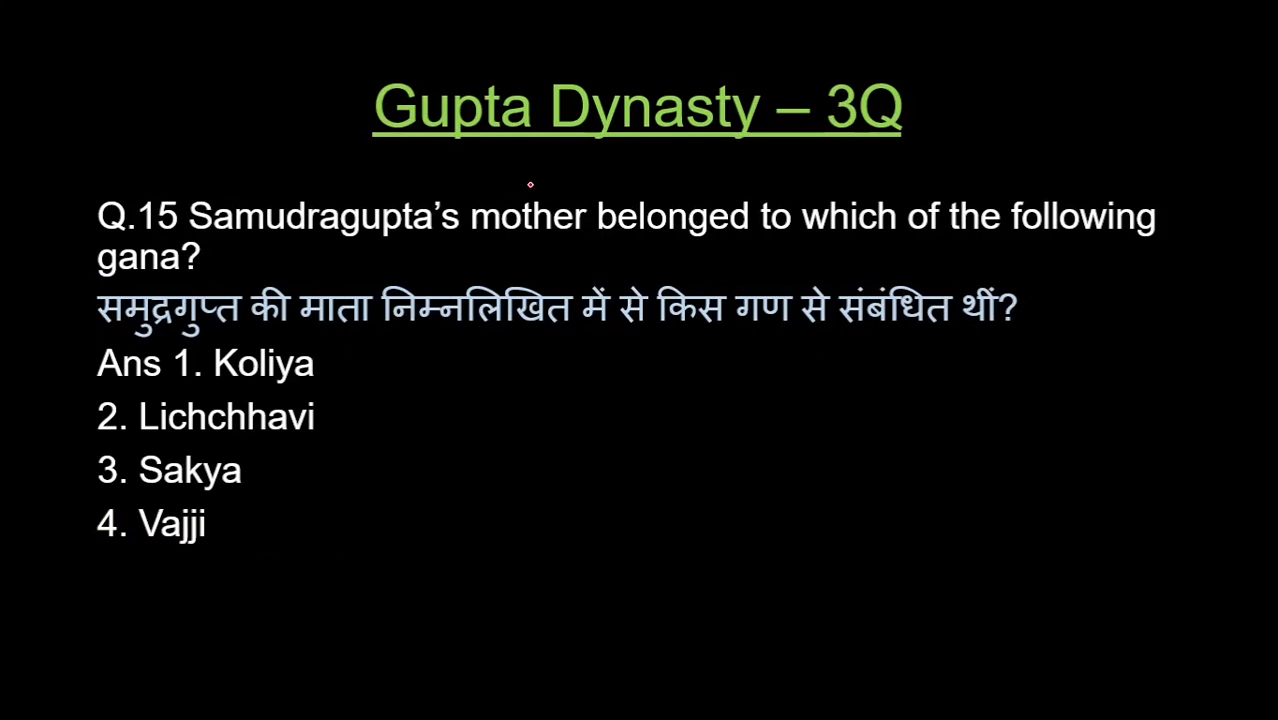 Gupta Dynasty – 3Q
Q.15 Samudragupta’s mother belonged to which of the following
gana?
समुद्रगुप्त की माता निम्नलिखित में से किस गण से संबंधित थीं?
Ans 1. Koliya
2. Lichchhavi
3. Sakya
4. Vajji